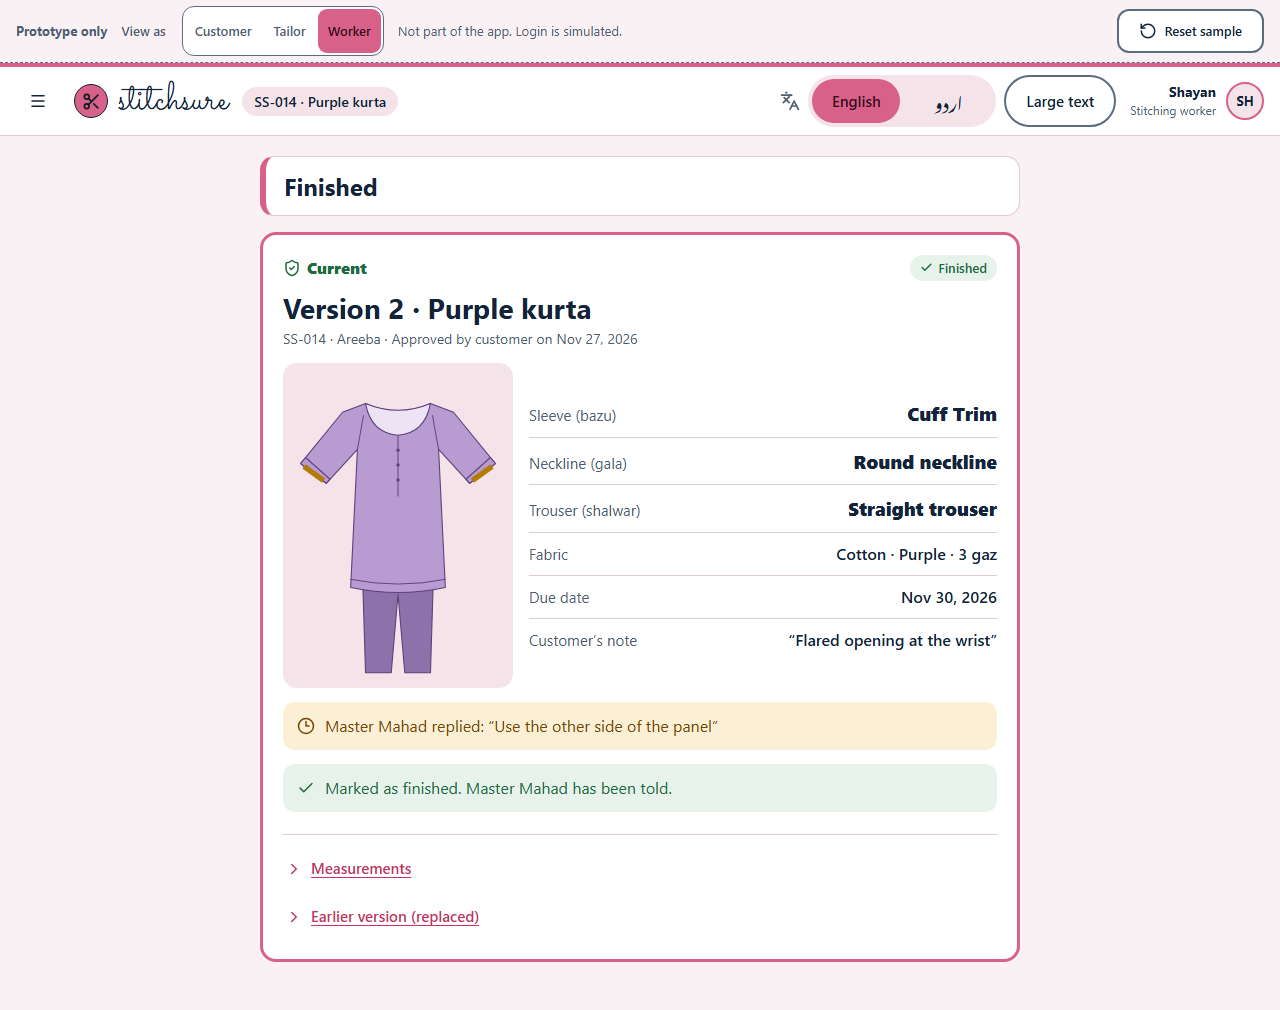 Prototype only View as Customer Tailor Worker Not part of the app. Login is simulated. Reset sample
stitchsure SS-014 · Purple kurta English اردو Large text Shayan
Stitching worker SH
Finished
Current Finished
Version 2 · Purple kurta
SS-014 · Areeba · Approved by customer on Nov 27, 2026
Sleeve (bazu) Cuff Trim
Neckline (gala) Round neckline
Trouser (shalwar) Straight trouser
Fabric Cotton · Purple · 3 gaz
Due date Nov 30, 2026
Customer’s note “Flared opening at the wrist”
Master Mahad replied: “Use the other side of the panel”
Marked as finished. Master Mahad has been told.
Measurements
Earlier version (replaced)